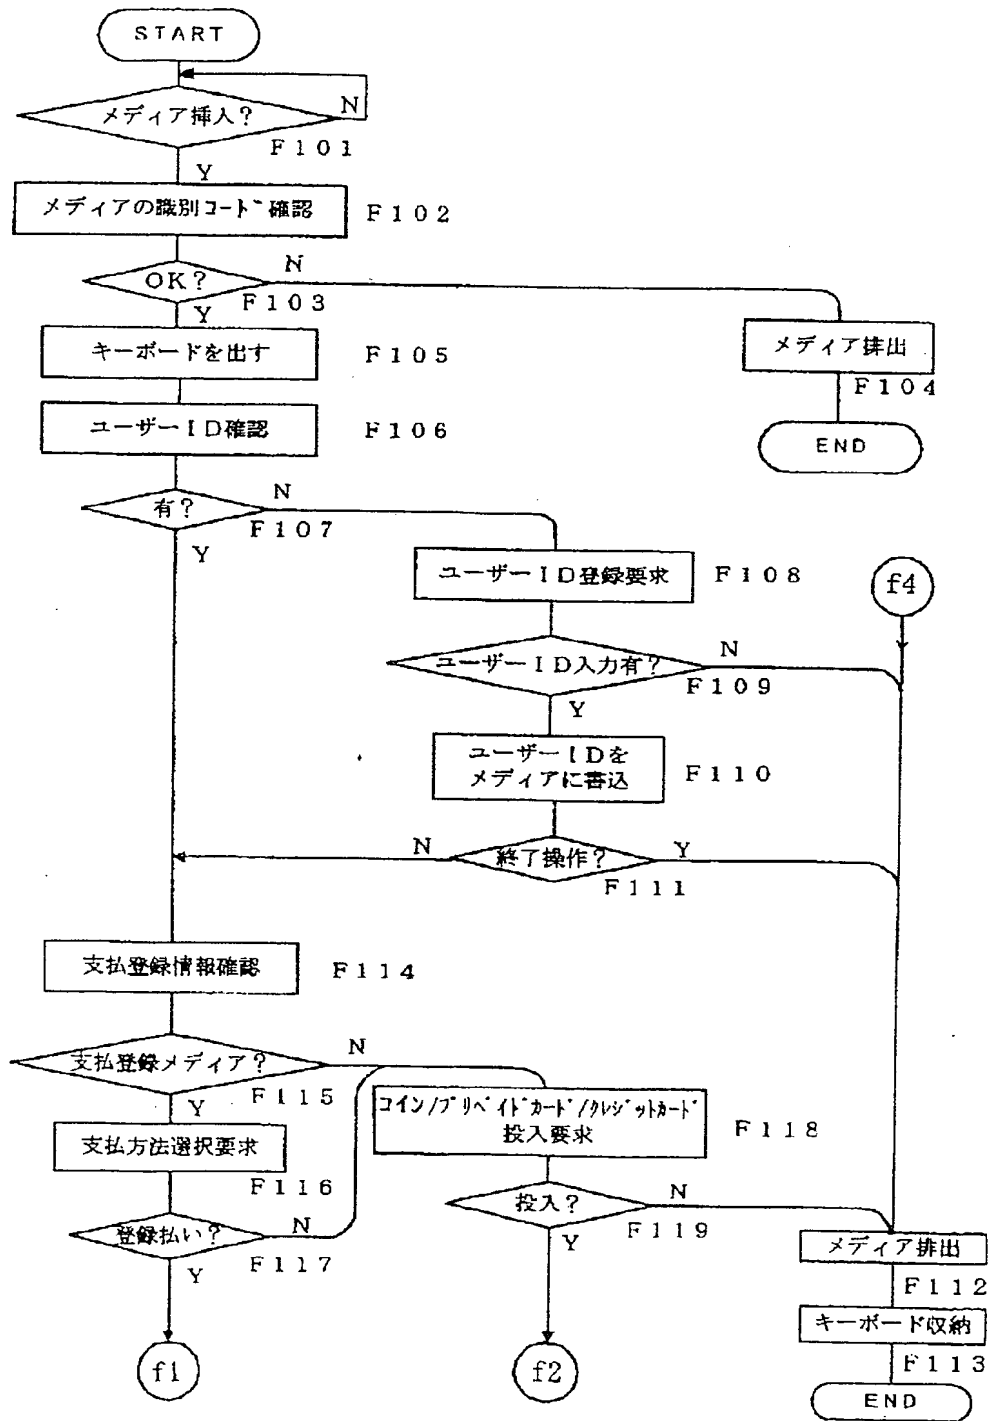 START
メディア挿入?
N
F101
Y
メディアの識別コード確認
F102
OK?
N
F103
Y
キーボードを出す
F105
メディア排出
F104
END
ユーザーID確認
F106
有?
N
F107
Y
ユーザーID登録要求
F108
f4
ユーザーID入力有?
N
F109
Y
ユーザーIDを
メディアに書込
F110
終了操作?
N
Y
F111
支払登録情報確認
F114
支払登録メディア?
N
F115
Y
コイン/プリペイドカード/クレジットカード
投入要求
F118
支払方法選択要求
F116
登録払い?
N
F117
Y
投入?
N
F119
Y
メディア排出
F112
キーボード収納
F113
END
f1
f2